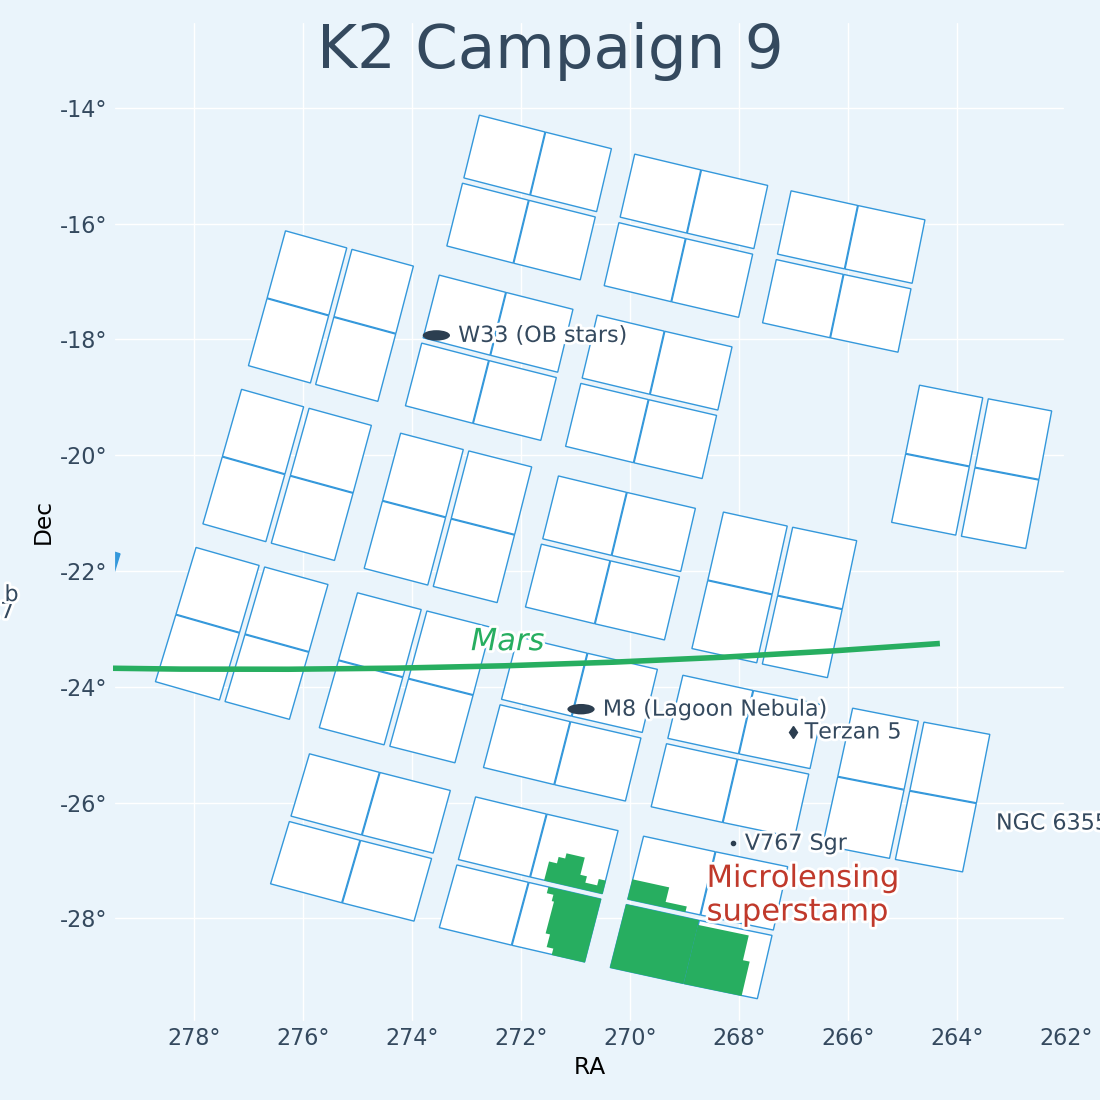 K2 Campaign 9
-14°
-16°
-18°
-20°
-22°
-24°
-26°
-28°
Dec
W33 (OB stars)
b
7
Mars
M8 (Lagoon Nebula)
Terzan 5
NGC 6355
V767 Sgr
Microlensing
superstamp
278°
276°
274°
272°
270°
268°
266°
264°
262°
RA